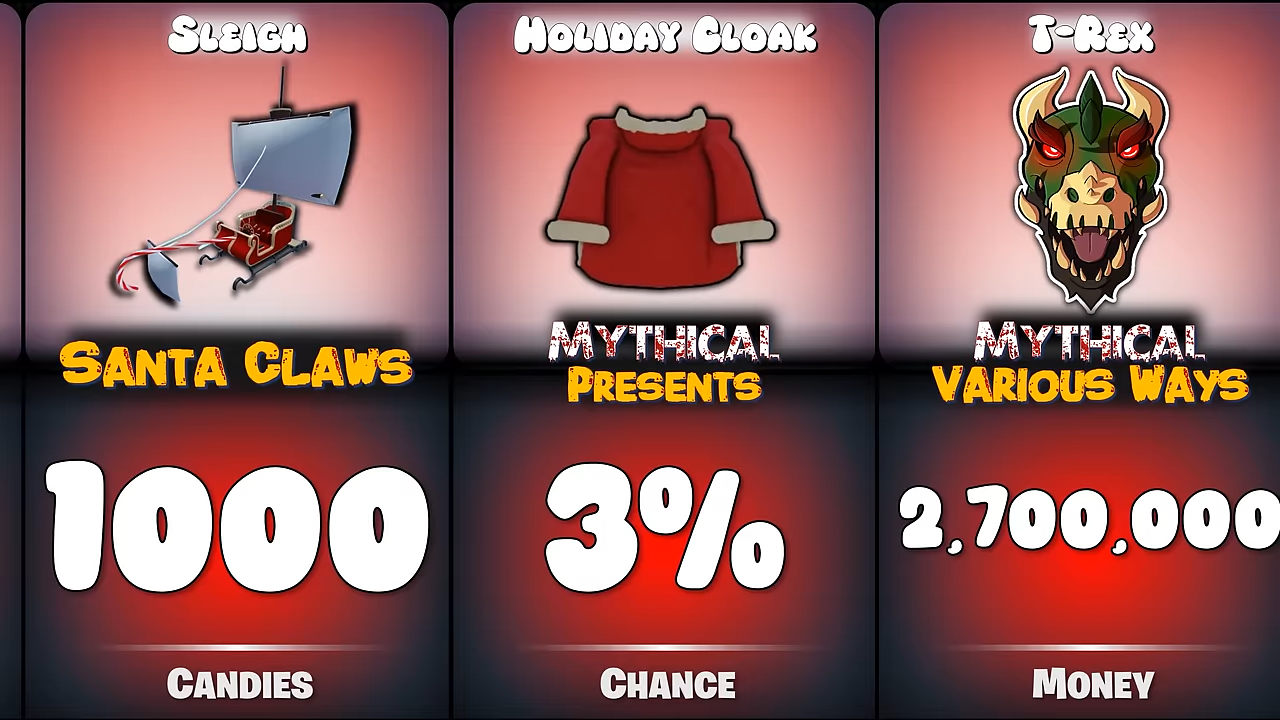 Sleigh
Santa Claws
1000
Candies
Holiday Cloak
Mythical
Presents
3%
Chance
T-Rex
Mythical
Various Ways
2,700,000
Money